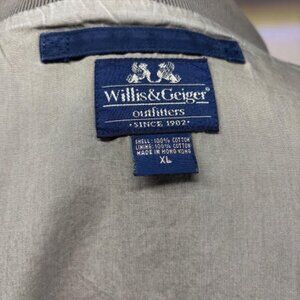 Willis&Geiger®
outfitters
• SINCE 1902 •
SHELL: 100% COTTON
LINING: 100% COTTON
MADE IN HONG KONG
XL